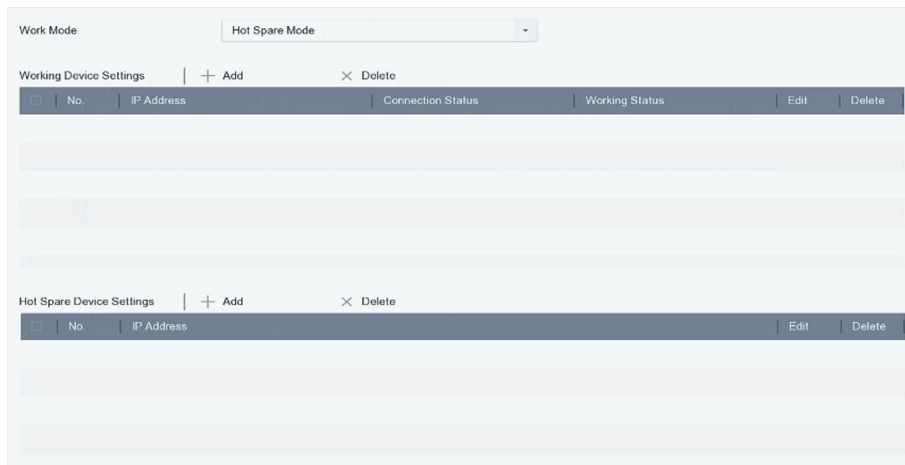 Work Mode Hot Spare Mode
Working Device Settings Add Delete
No. IP Address Connection Status Working Status Edit Delete
Hot Spare Device Settings Add Delete
No. IP Address Edit Delete